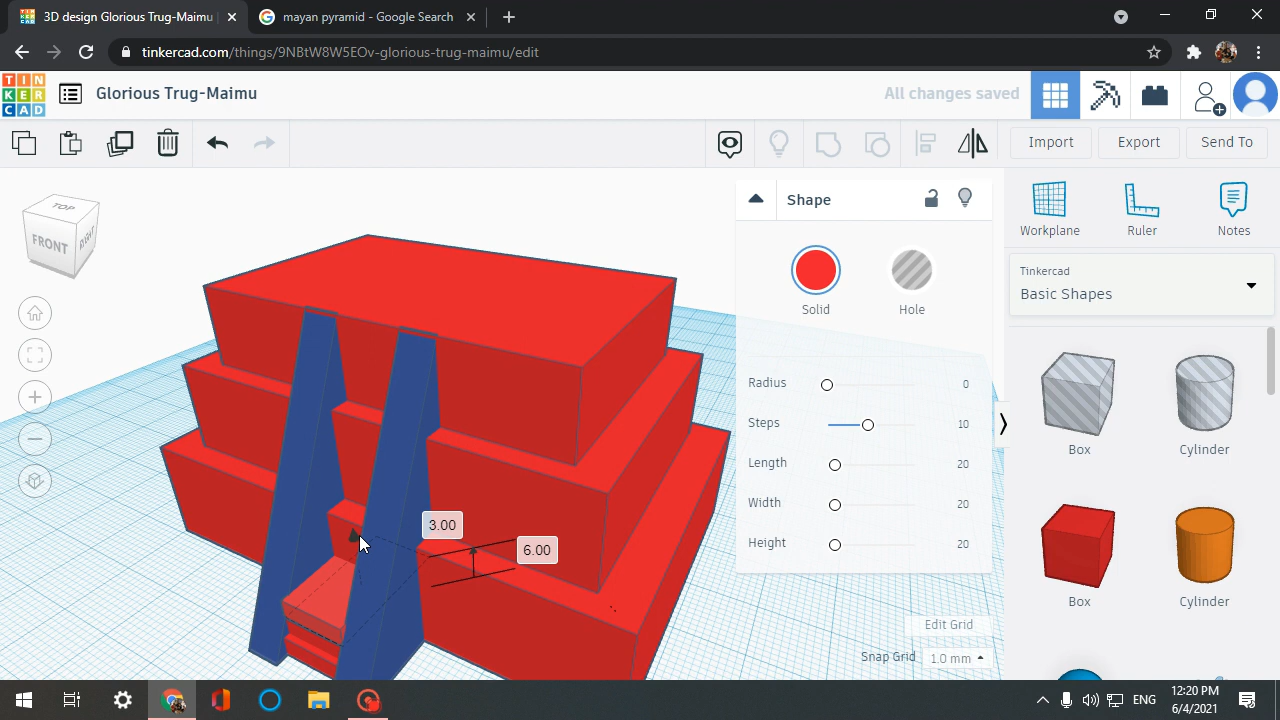 3D design Glorious Trug-Maimu
mayan pyramid - Google Search
tinkercad.com/things/9NBtW8W5EOv-glorious-trug-maimu/edit
TIN
KER
CAD
Glorious Trug-Maimu
All changes saved
Import
Export
Send To
TOP
FRONT
RIGHT
Shape
Solid
Hole
Radius
0
Steps
10
Length
20
Width
20
Height
20
3.00
6.00
Edit Grid
Snap Grid
1.0 mm
Workplane
Ruler
Notes
Tinkercad
Basic Shapes
Box
Cylinder
Box
Cylinder
ENG
12:20 PM
6/4/2021